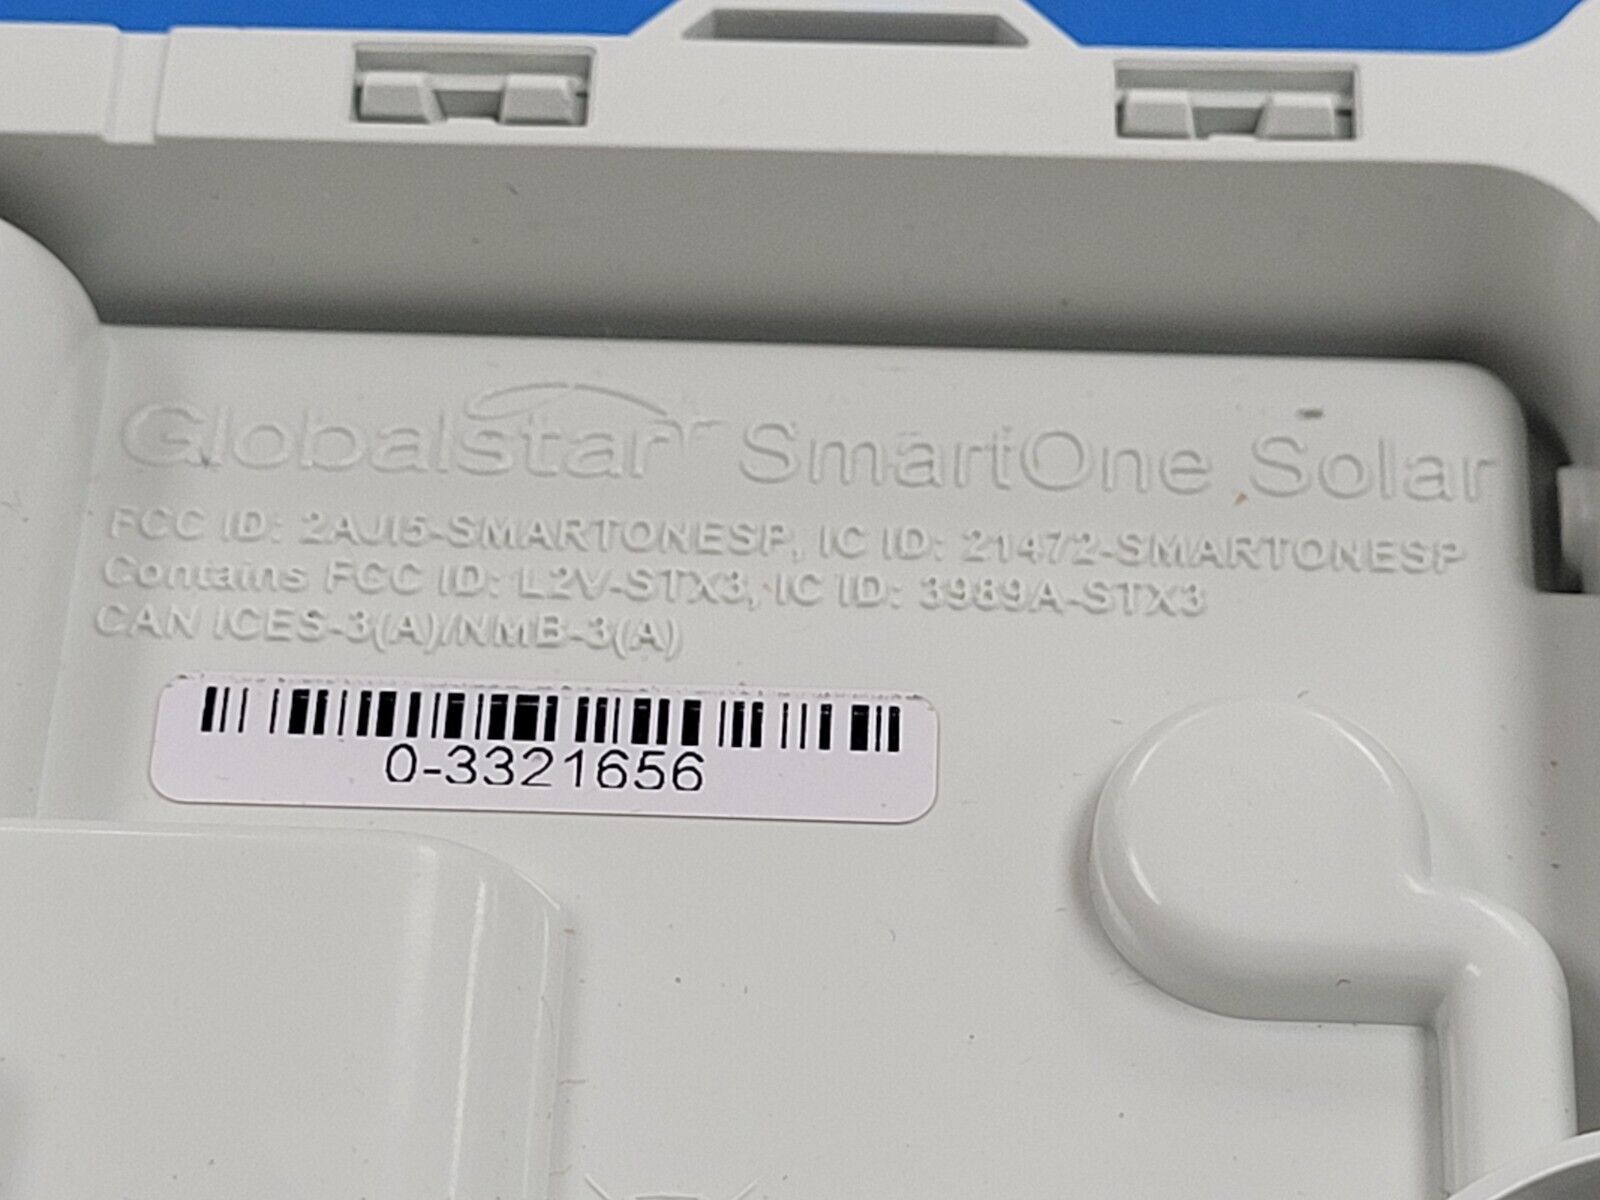 Globalstar SmartOne Solar
FCC ID: 2AJI5-SMARTONESP, IC ID: 21472-SMARTONESP
Contains FCC ID: L2V-STX3, IC ID: 3989A-STX3
CAN ICES-3(A)/NMB-3(A)
0-3321656